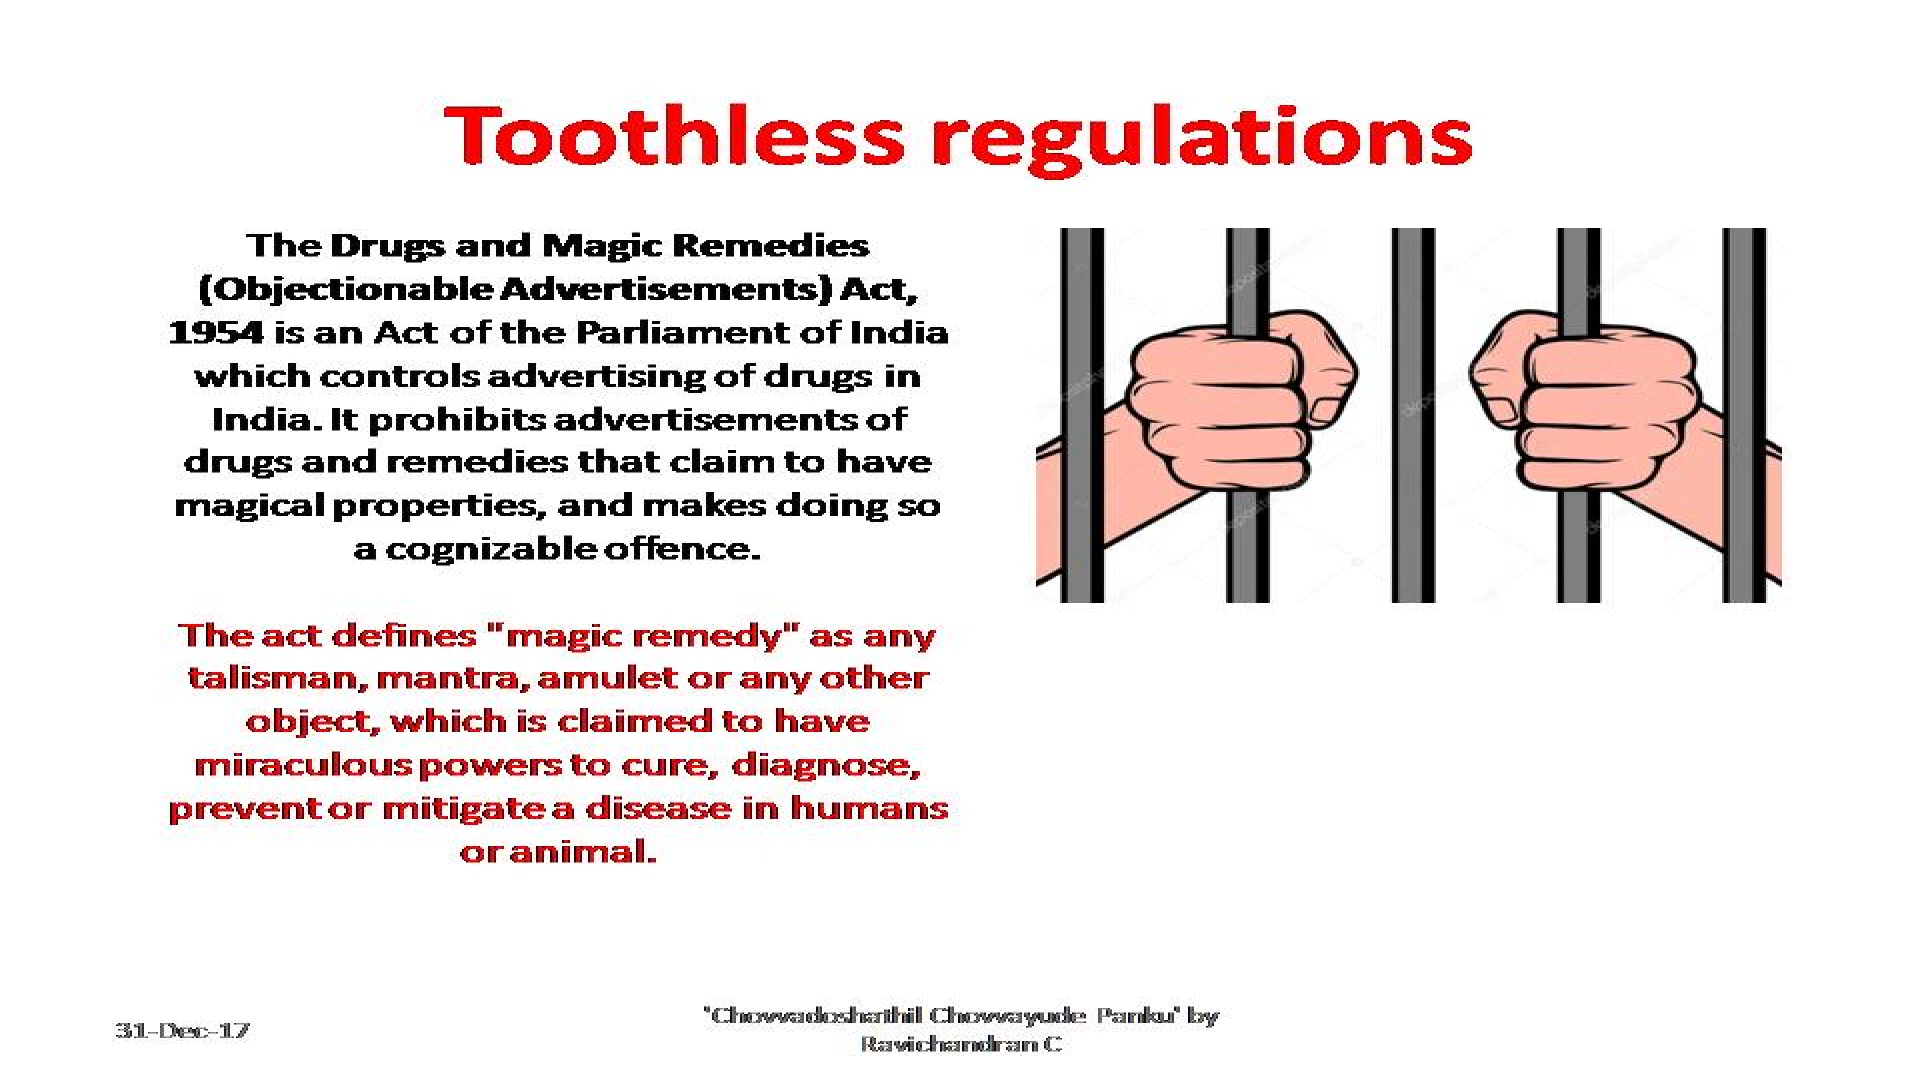 Toothless regulations
The Drugs and Magic Remedies
(Objectionable Advertisements) Act,
1954 is an Act of the Parliament of India
which controls advertising of drugs in
India. It prohibits advertisements of
drugs and remedies that claim to have
magical properties, and makes doing so
a cognizable offence.
The act defines "magic remedy" as any
talisman, mantra, amulet or any other
object, which is claimed to have
miraculous powers to cure, diagnose,
prevent or mitigate a disease in humans
or animal.
31-Dec-17
'Chowwadoshathil Chowwayude Panku' by
Ravichandran C